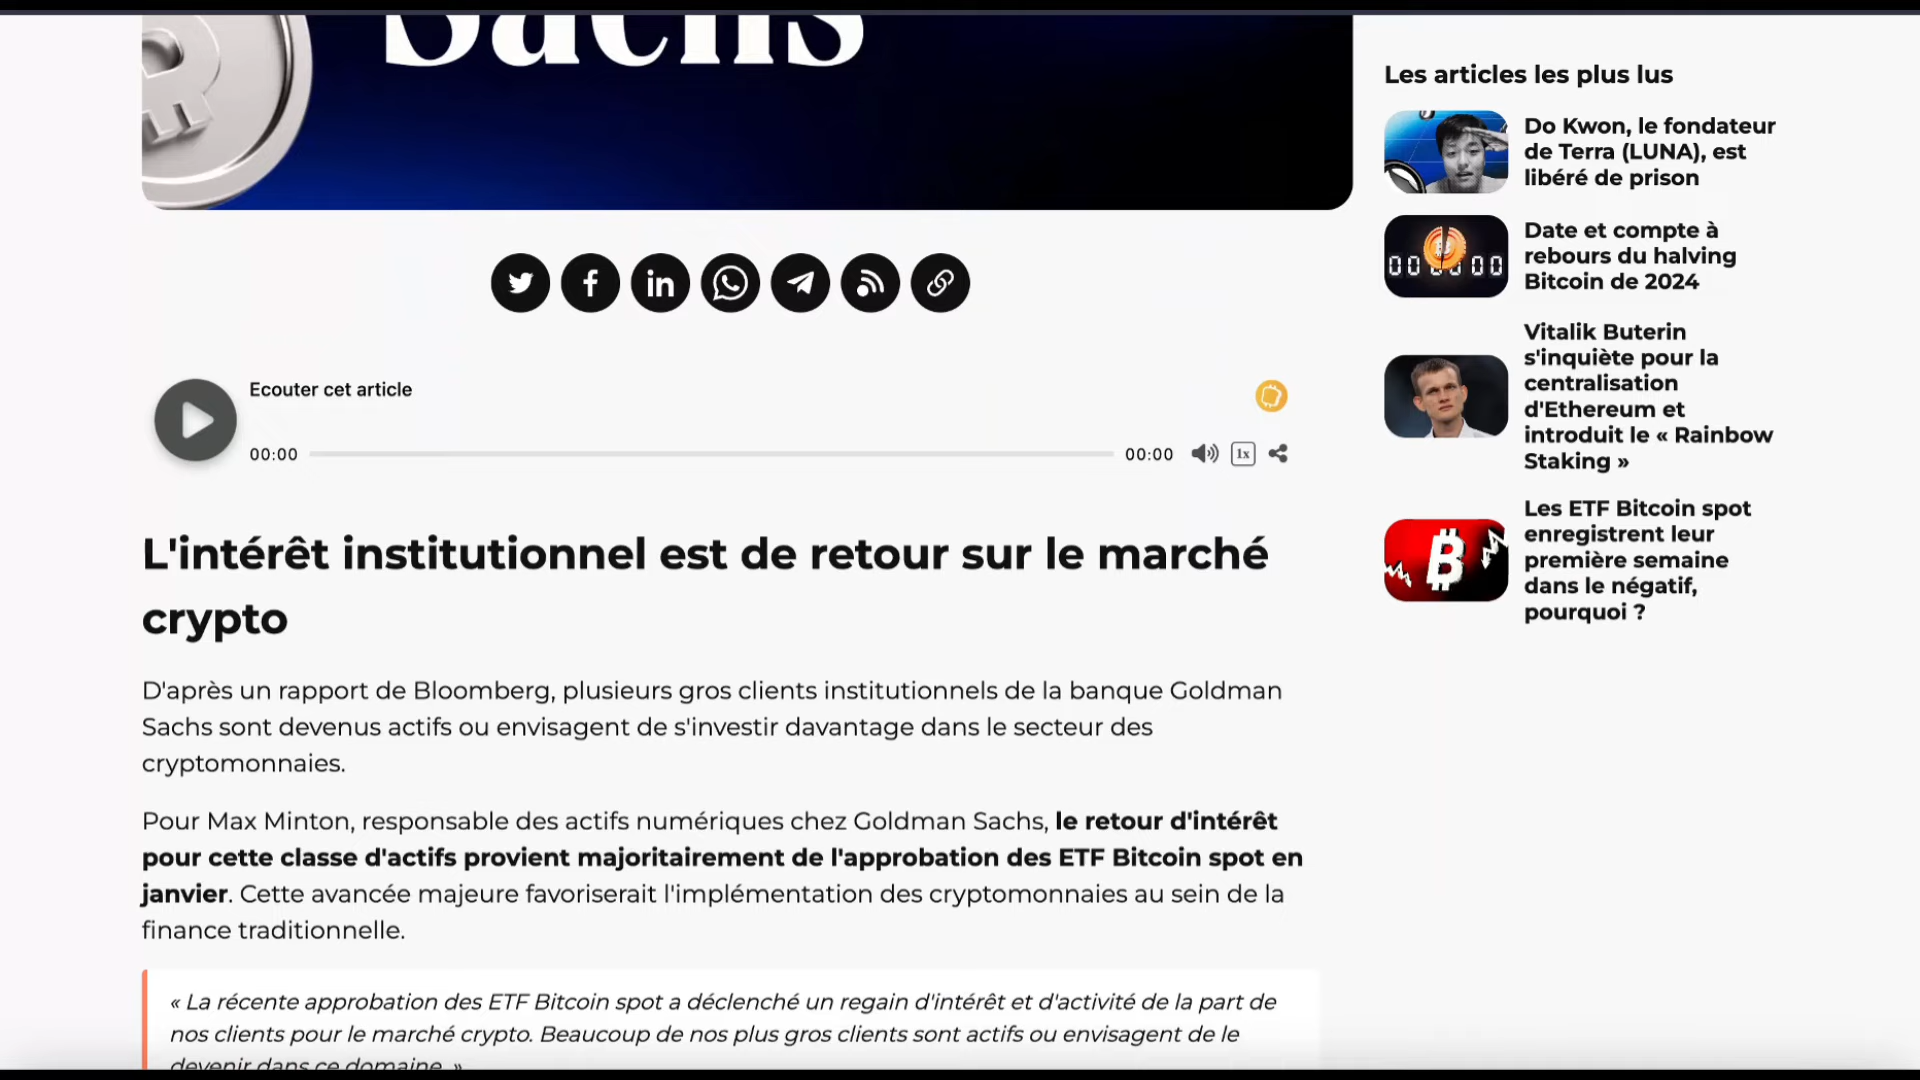 Sachs
Les articles les plus lus
Do Kwon, le fondateur
de Terra (LUNA), est
libéré de prison
Date et compte à
rebours du halving
Bitcoin de 2024
Vitalik Buterin
s'inquiète pour la
centralisation
d'Ethereum et
introduit le « Rainbow
Staking »
Les ETF Bitcoin spot
enregistrent leur
première semaine
dans le négatif,
pourquoi ?
Ecouter cet article
00:00
00:00
1x
L'intérêt institutionnel est de retour sur le marché
crypto
D'après un rapport de Bloomberg, plusieurs gros clients institutionnels de la banque Goldman
Sachs sont devenus actifs ou envisagent de s'investir davantage dans le secteur des
cryptomonnaies.
Pour Max Minton, responsable des actifs numériques chez Goldman Sachs, le retour d'intérêt
pour cette classe d'actifs provient majoritairement de l'approbation des ETF Bitcoin spot en
janvier. Cette avancée majeure favoriserait l'implémentation des cryptomonnaies au sein de la
finance traditionnelle.
« La récente approbation des ETF Bitcoin spot a déclenché un regain d'intérêt et d'activité de la part de
nos clients pour le marché crypto. Beaucoup de nos plus gros clients sont actifs ou envisagent de le
devenir dans ce domaine. »